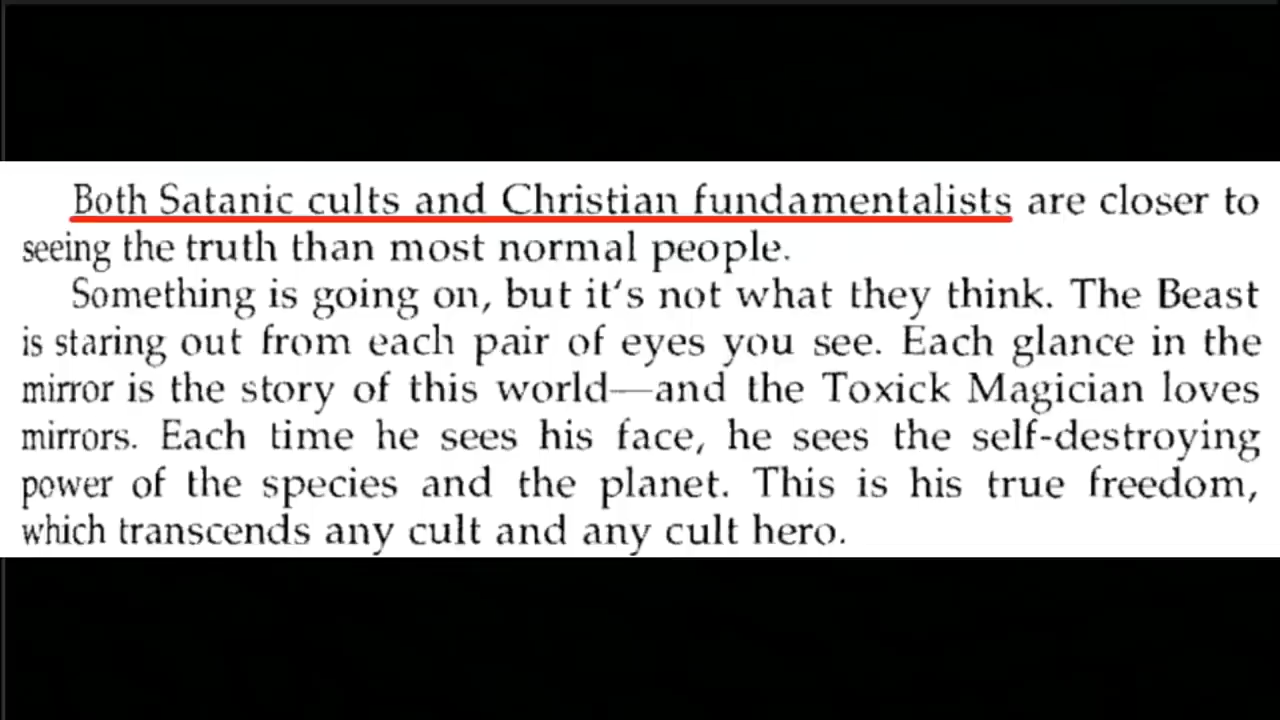 Both Satanic cults and Christian fundamentalists are closer to
seeing the truth than most normal people.
Something is going on, but it's not what they think. The Beast
is staring out from each pair of eyes you see. Each glance in the
mirror is the story of this world—and the Toxick Magician loves
mirrors. Each time he sees his face, he sees the self-destroying
power of the species and the planet. This is his true freedom,
which transcends any cult and any cult hero.